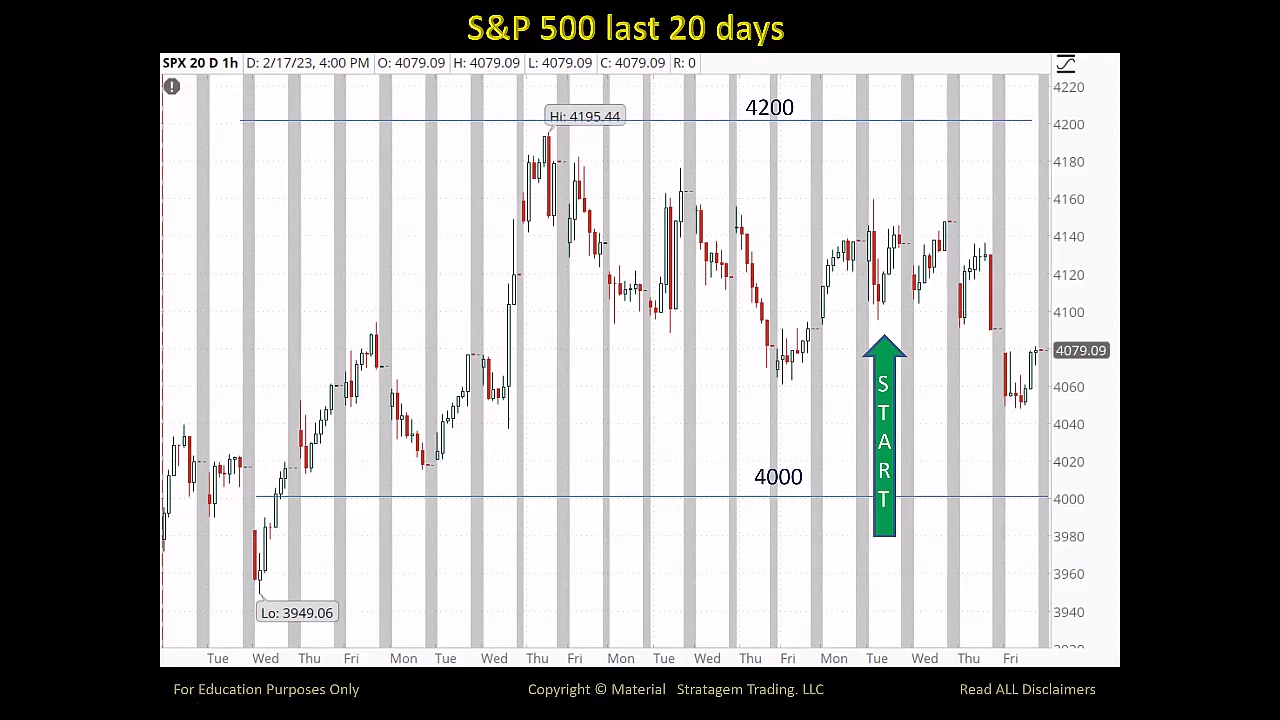 S&P 500 last 20 days
SPX 20 D 1h D: 2/17/23, 4:00 PM O: 4079.09 H: 4079.09 L: 4079.09 C: 4079.09 R: 0
4220
4200
Hi: 4195.44
4200
4180
4160
4140
4120
4100
4079.09
4060
START
4040
4020
4000
4000
3980
3960
Lo: 3949.06
3940
Tue Wed Thu Fri Mon Tue Wed Thu Fri Mon Tue Wed Thu Fri Mon Tue Wed Thu Fri
For Education Purposes Only Copyright © Material Stratagem Trading. LLC Read ALL Disclaimers